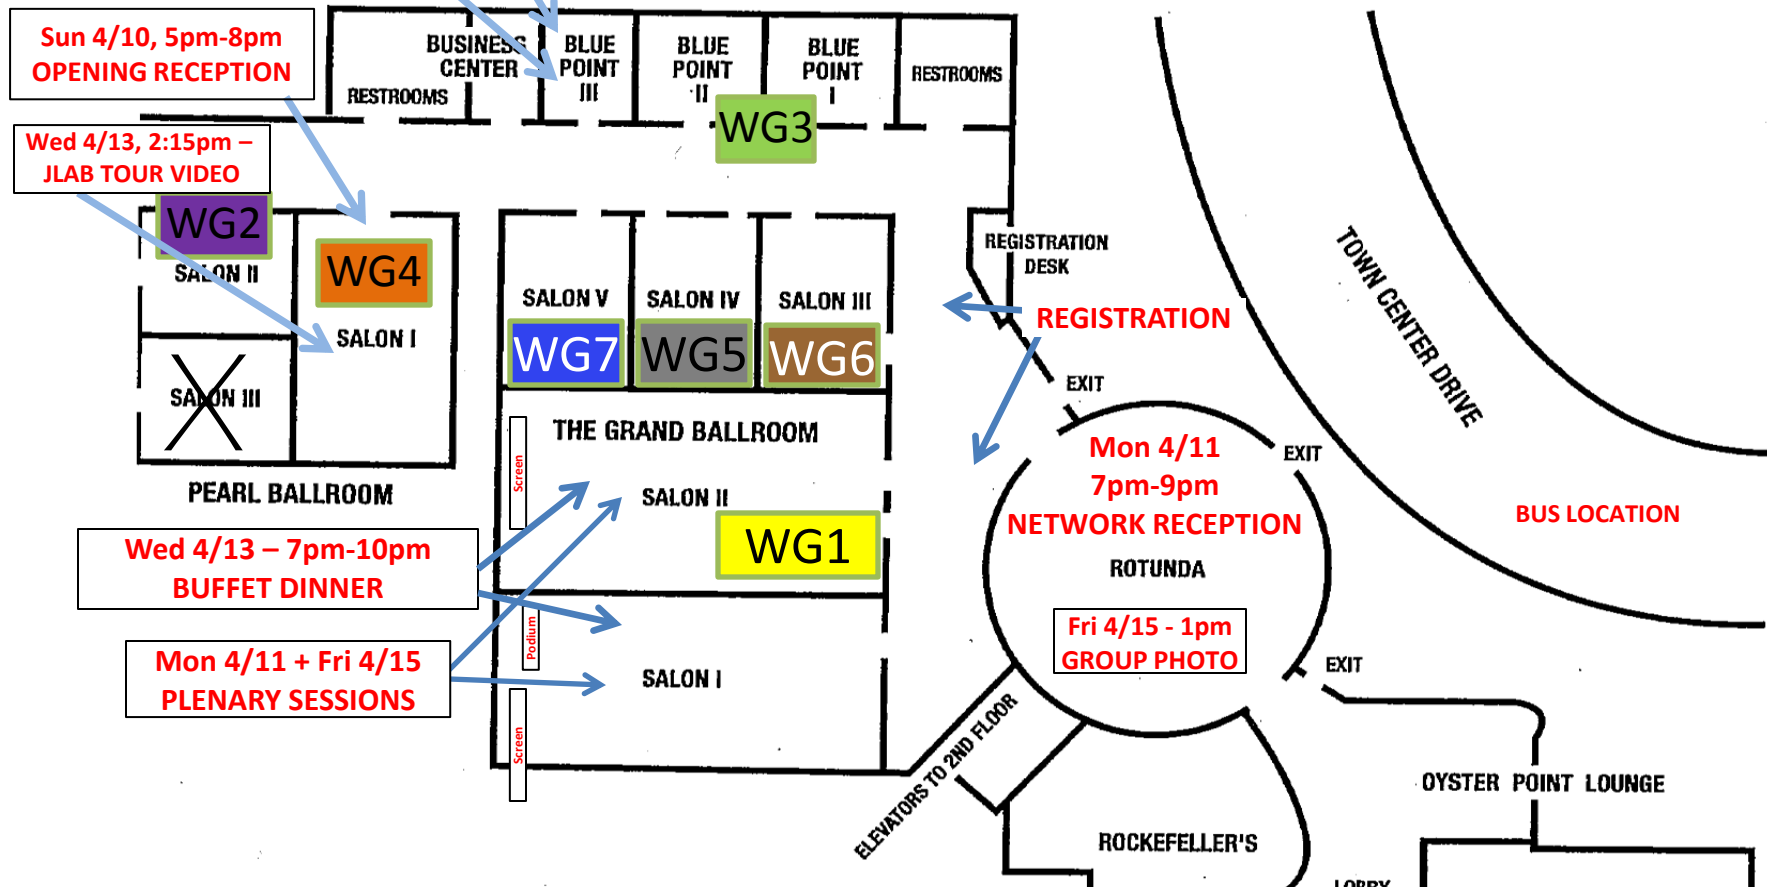 Sun 4/10, 5pm-8pm
OPENING RECEPTION
BUSINESS
CENTER
RESTROOMS
BLUE
POINT
III
BLUE
POINT
II
BLUE
POINT
I
RESTROOMS
WG3
Wed 4/13, 2:15pm –
JLAB TOUR VIDEO
WG2
SALON II
WG4
SALON I
SALON III
PEARL BALLROOM
SALON V
SALON IV
SALON III
WG7
WG5
WG6
REGISTRATION
DESK
REGISTRATION
EXIT
TOWN CENTER DRIVE
THE GRAND BALLROOM
Screen
SALON II
WG1
Mon 4/11
7pm-9pm
NETWORK RECEPTION
ROTUNDA
EXIT
BUS LOCATION
Wed 4/13 – 7pm-10pm
BUFFET DINNER
Podium
Fri 4/15 - 1pm
GROUP PHOTO
Mon 4/11 + Fri 4/15
PLENARY SESSIONS
SALON I
Screen
EXIT
ELEVATORS TO 2ND FLOOR
OYSTER POINT LOUNGE
ROCKEFELLER'S
LOBBY